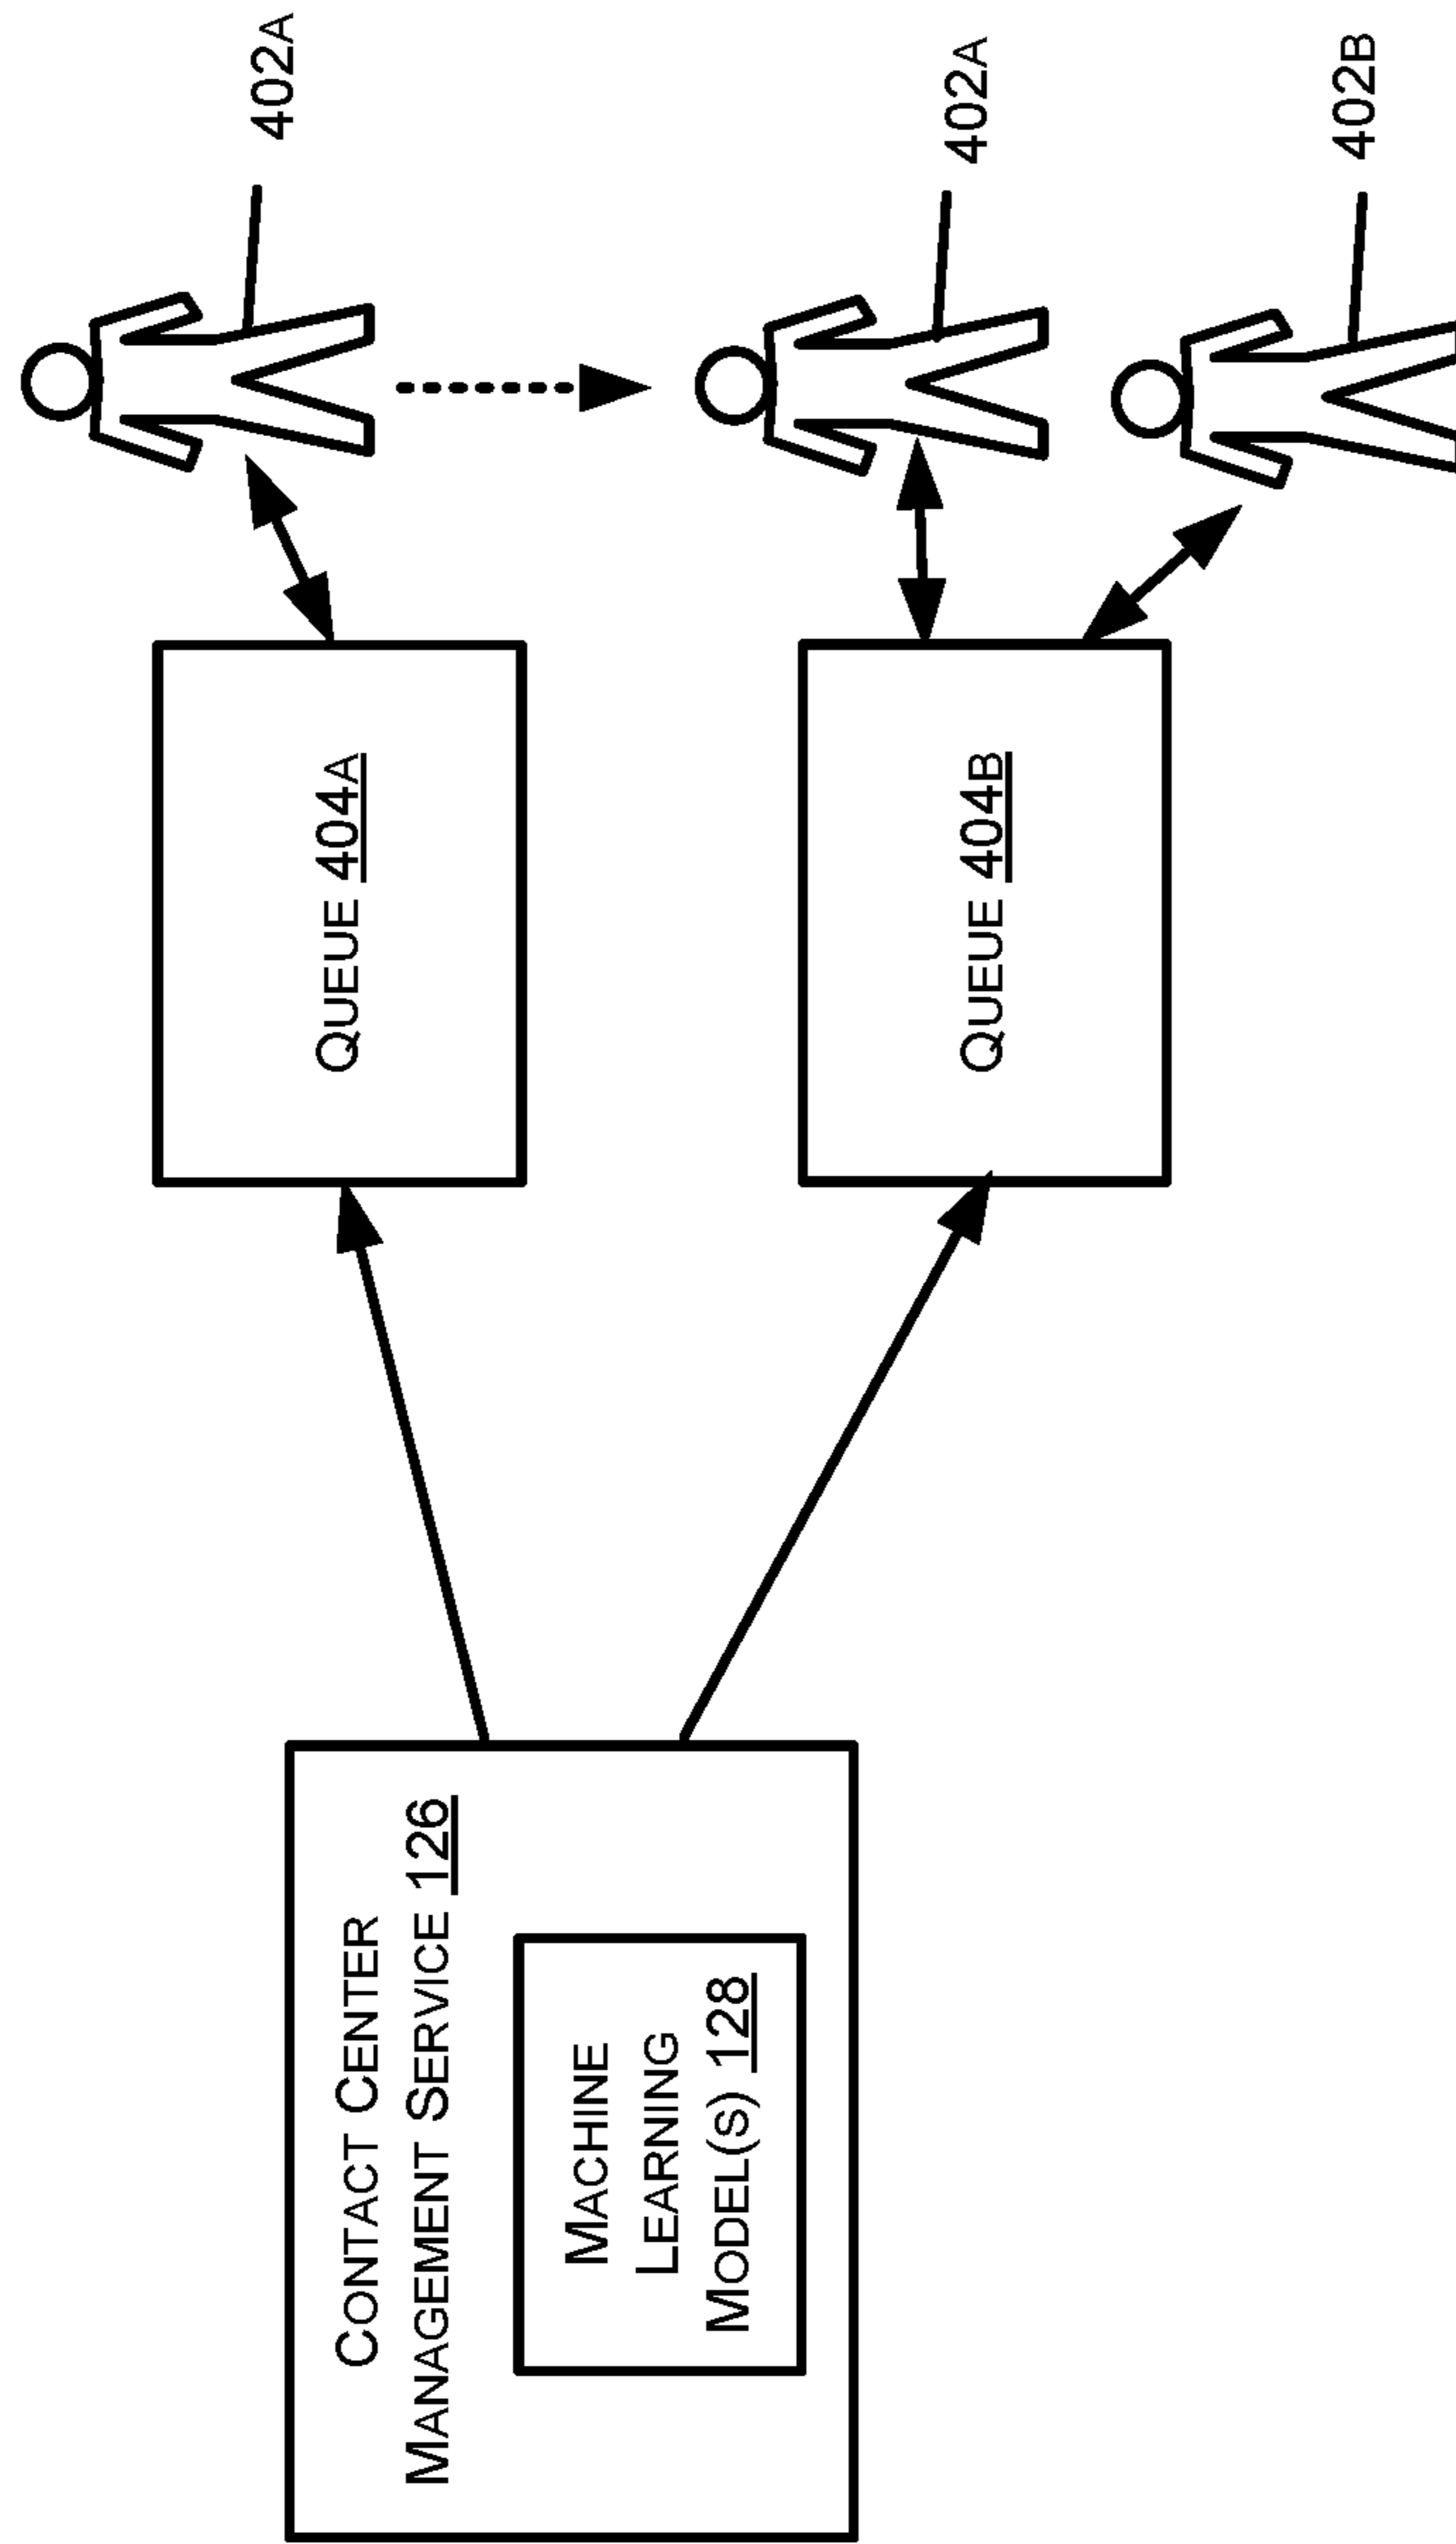 CONTACT CENTER
MANAGEMENT SERVICE 126
MACHINE
LEARNING
MODEL(S) 128
QUEUE 404A
QUEUE 404B
402A
402A
402B